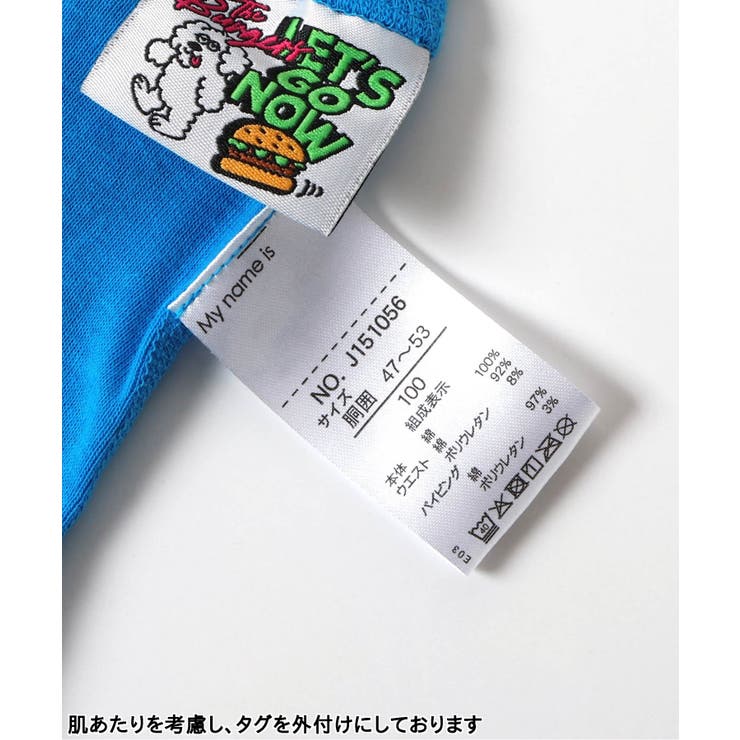 The
Burgers
LET'S
GO
NOW
My name is
NO. J151056
サイズ
胴囲 47～53
100
組成表示
本体 綿 100%
ウエスト 綿 92%
ポリウレタン 8%
パイピング 綿 97%
ポリウレタン 3%
40
E03
肌あたりを考慮し、タグを外付けにしております